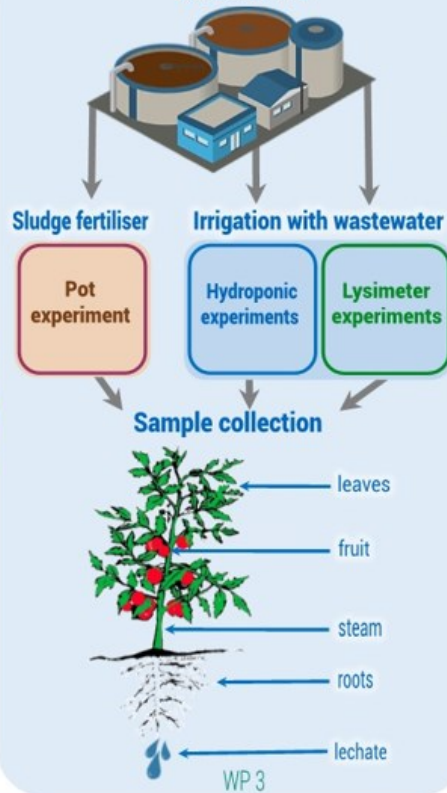 Sludge fertiliser
Irrigation with wastewater
Pot
experiment
Hydroponic
experiments
Lysimeter
experiments
Sample collection
leaves
fruit
steam
roots
lechate
WP 3